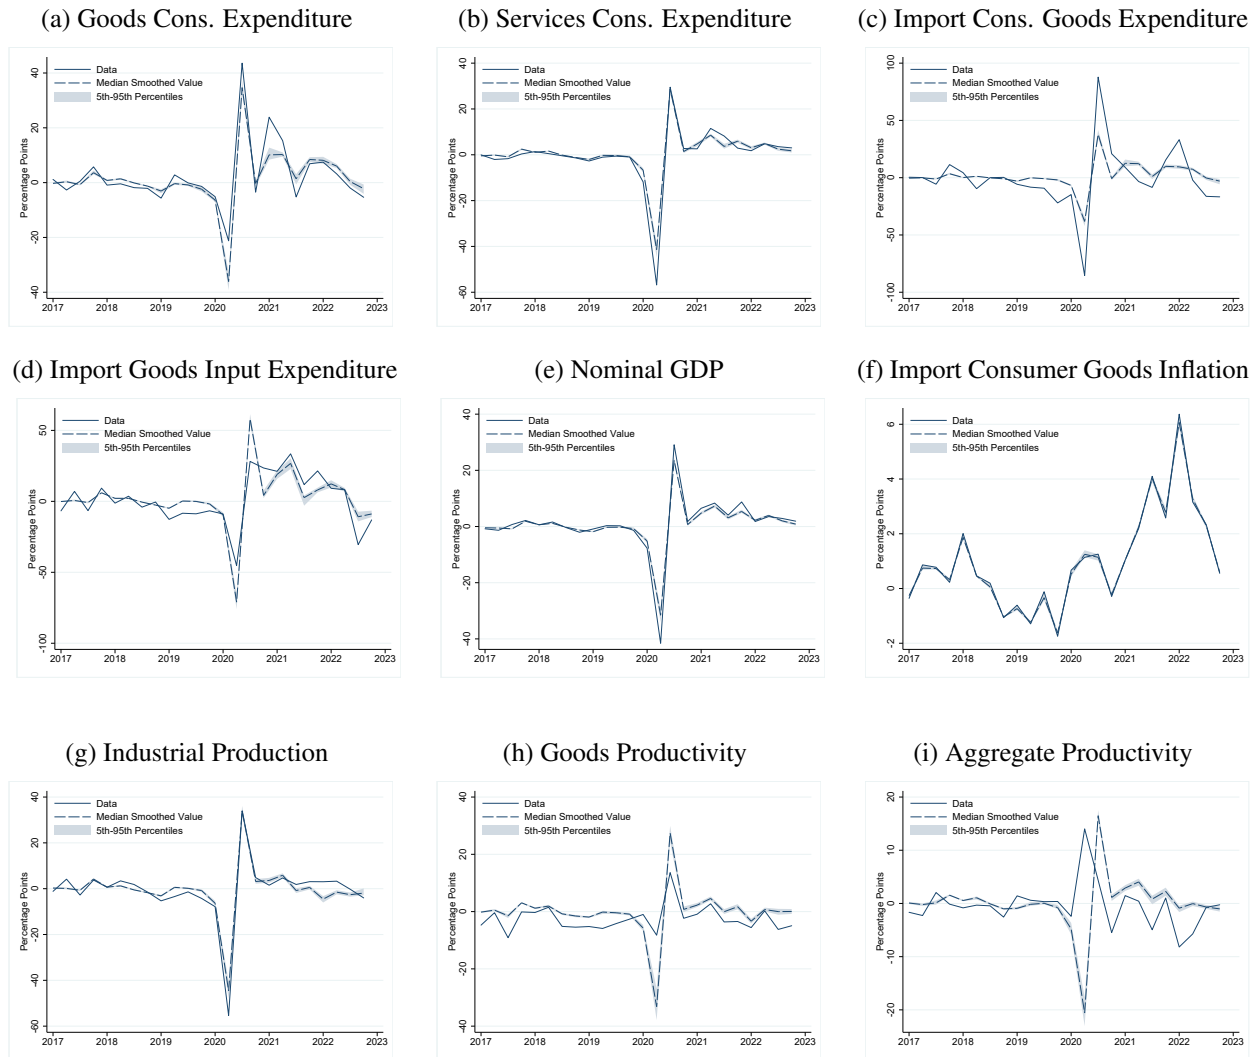 (a) Goods Cons. Expenditure
Percentage Points
40
20
0
-20
-40
Data
Median Smoothed Value
5th-95th Percentiles
2017 2018 2019 2020 2021 2022 2023
(b) Services Cons. Expenditure
Percentage Points
40
20
0
-20
-40
-60
Data
Median Smoothed Value
5th-95th Percentiles
2017 2018 2019 2020 2021 2022 2023
(c) Import Cons. Goods Expenditure
Percentage Points
100
50
0
-50
-100
Data
Median Smoothed Value
5th-95th Percentiles
2017 2018 2019 2020 2021 2022 2023
(d) Import Goods Input Expenditure
Percentage Points
50
0
-50
-100
Data
Median Smoothed Value
5th-95th Percentiles
2017 2018 2019 2020 2021 2022 2023
(e) Nominal GDP
Percentage Points
40
20
0
-20
-40
Data
Median Smoothed Value
5th-95th Percentiles
2017 2018 2019 2020 2021 2022 2023
(f) Import Consumer Goods Inflation
Percentage Points
6
4
2
0
-2
Data
Median Smoothed Value
5th-95th Percentiles
2017 2018 2019 2020 2021 2022 2023
(g) Industrial Production
Percentage Points
40
20
0
-20
-40
-60
Data
Median Smoothed Value
5th-95th Percentiles
2017 2018 2019 2020 2021 2022 2023
(h) Goods Productivity
Percentage Points
40
20
0
-20
-40
Data
Median Smoothed Value
5th-95th Percentiles
2017 2018 2019 2020 2021 2022 2023
(i) Aggregate Productivity
Percentage Points
20
10
0
-10
-20
Data
Median Smoothed Value
5th-95th Percentiles
2017 2018 2019 2020 2021 2022 2023